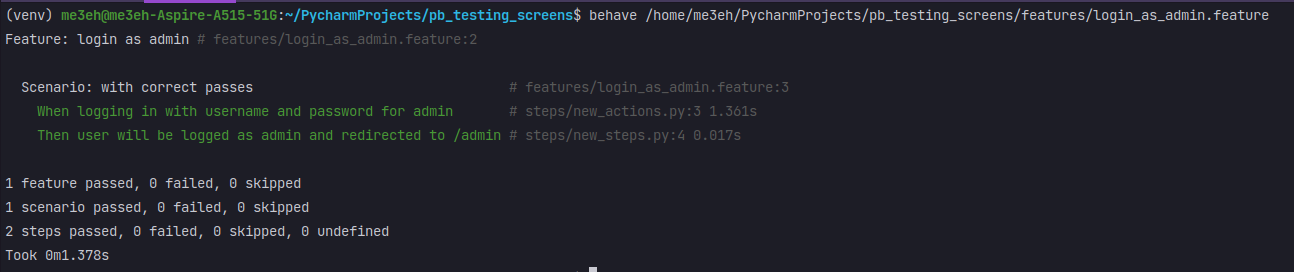 (venv) me3eh@me3eh-Aspire-A515-51G:~/PycharmProjects/pb_testing_screens$ behave /home/me3eh/PycharmProjects/pb_testing_screens/features/login_as_admin.feature
Feature: login as admin # features/login_as_admin.feature:2
Scenario: with correct passes # features/login_as_admin.feature:3
When logging in with username and password for admin # steps/new_actions.py:3 1.361s
Then user will be logged as admin and redirected to /admin # steps/new_steps.py:4 0.017s
1 feature passed, 0 failed, 0 skipped
1 scenario passed, 0 failed, 0 skipped
2 steps passed, 0 failed, 0 skipped, 0 undefined
Took 0m1.378s